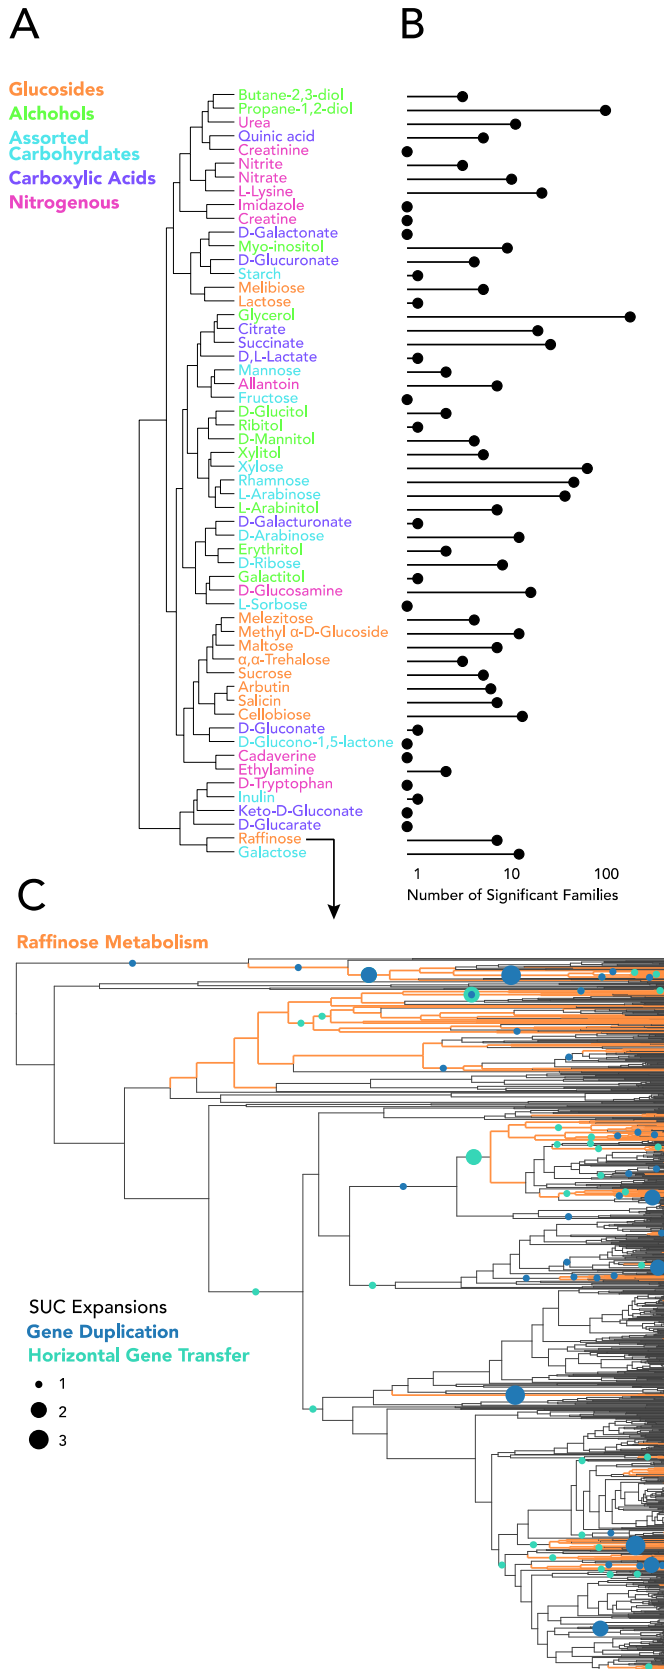 A
B
Glucosides
Alchohols
Assorted
Carbohyrdates
Carboxylic Acids
Nitrogenous
Butane-2,3-diol
Propane-1,2-diol
Urea
Quinic acid
Creatinine
Nitrite
Nitrate
L-Lysine
Imidazole
Creatine
D-Galactonate
Myo-inositol
D-Glucuronate
Starch
Melibiose
Lactose
Glycerol
Citrate
Succinate
D,L-Lactate
Mannose
Allantoin
Fructose
D-Glucitol
Ribitol
D-Mannitol
Xylitol
Xylose
Rhamnose
L-Arabinose
L-Arabinitol
D-Galacturonate
D-Arabinose
Erythritol
D-Ribose
Galactitol
D-Glucosamine
L-Sorbose
Melezitose
Methyl α-D-Glucoside
Maltose
α,α-Trehalose
Sucrose
Arbutin
Salicin
Cellobiose
D-Gluconate
D-Glucono-1,5-lactone
Cadaverine
Ethylamine
D-Tryptophan
Inulin
Keto-D-Gluconate
D-Glucarate
Raffinose
Galactose
1 10 100
Number of Significant Families
C
Raffinose Metabolism
SUC Expansions
Gene Duplication
Horizontal Gene Transfer
1
2
3